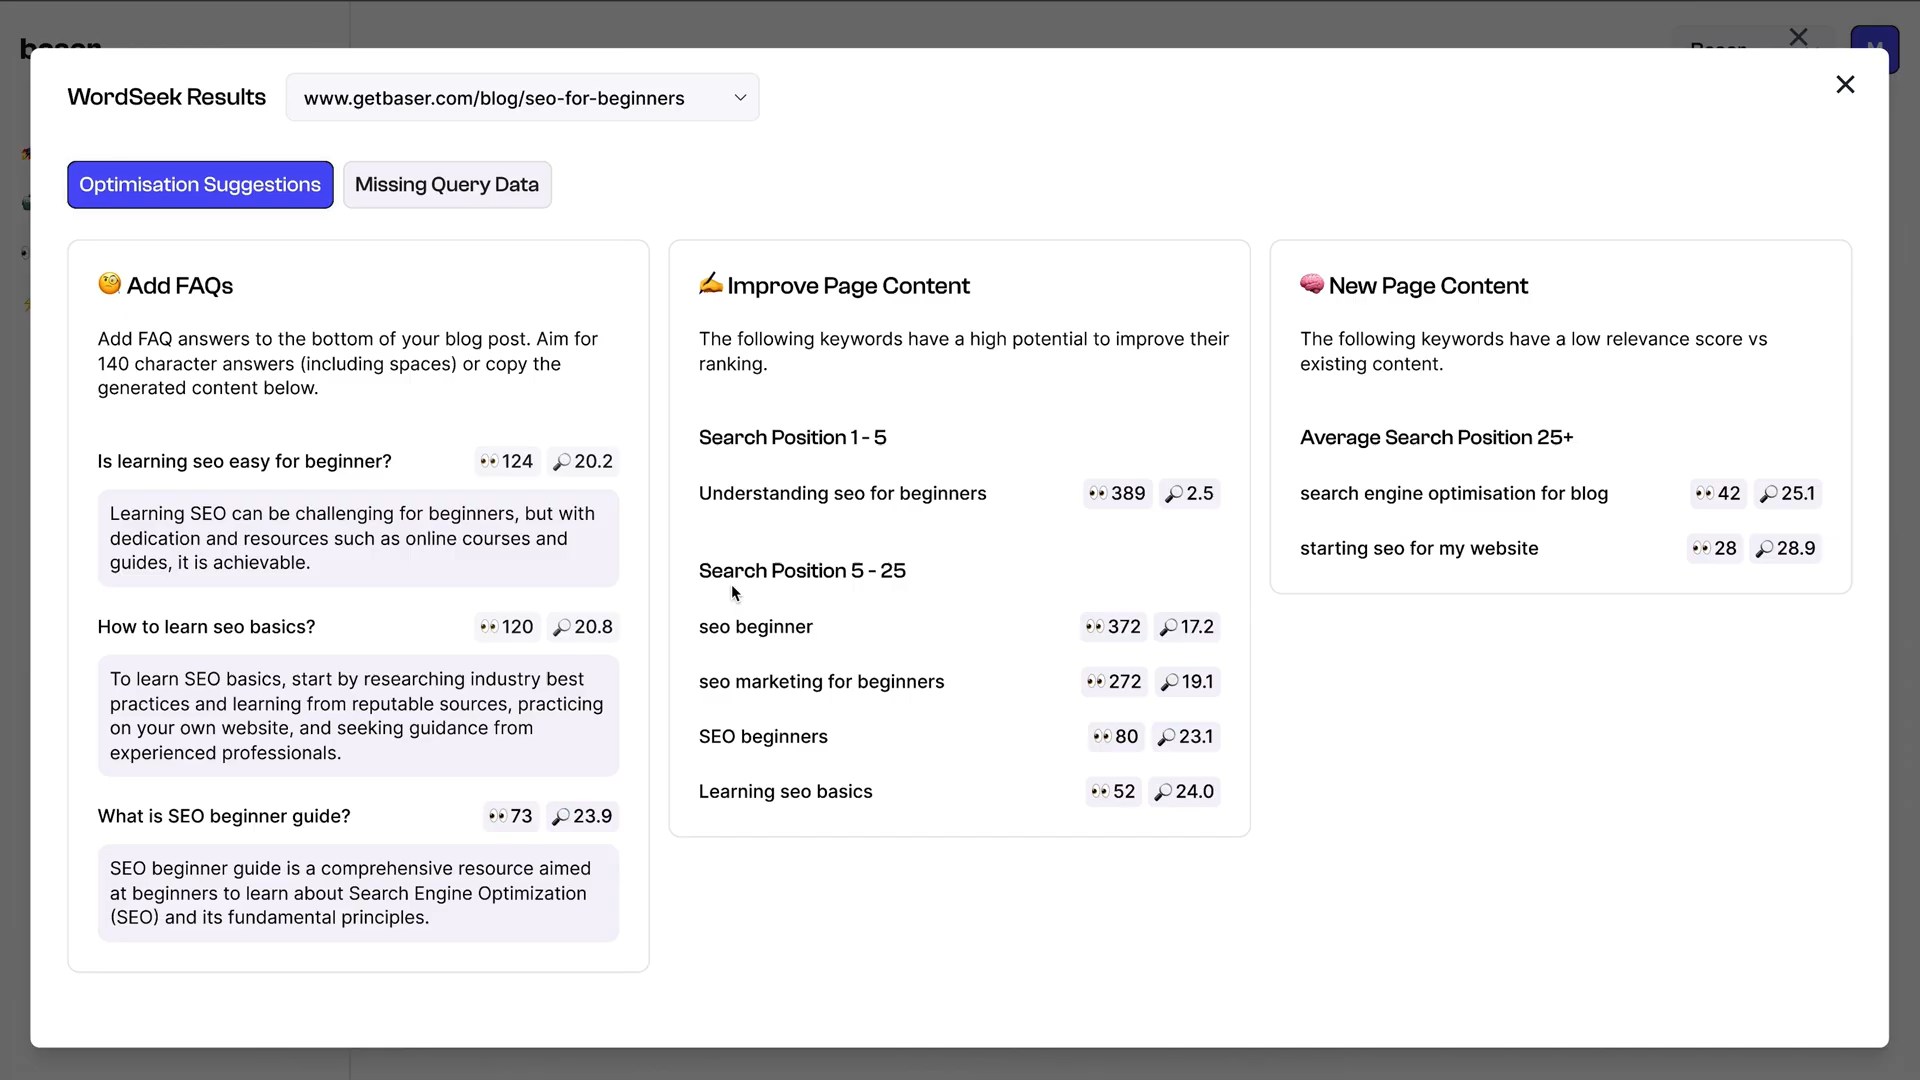 WordSeek Results
www.getbaser.com/blog/seo-for-beginners
Optimisation Suggestions
Missing Query Data
Add FAQs
Add FAQ answers to the bottom of your blog post. Aim for
140 character answers (including spaces) or copy the
generated content below.
Is learning seo easy for beginner? 124 20.2
Learning SEO can be challenging for beginners, but with
dedication and resources such as online courses and
guides, it is achievable.
How to learn seo basics? 120 20.8
To learn SEO basics, start by researching industry best
practices and learning from reputable sources, practicing
on your own website, and seeking guidance from
experienced professionals.
What is SEO beginner guide? 73 23.9
SEO beginner guide is a comprehensive resource aimed
at beginners to learn about Search Engine Optimization
(SEO) and its fundamental principles.
Improve Page Content
The following keywords have a high potential to improve their
ranking.
Search Position 1 - 5
Understanding seo for beginners 389 2.5
Search Position 5 - 25
seo beginner 372 17.2
seo marketing for beginners 272 19.1
SEO beginners 80 23.1
Learning seo basics 52 24.0
New Page Content
The following keywords have a low relevance score vs
existing content.
Average Search Position 25+
search engine optimisation for blog 42 25.1
starting seo for my website 28 28.9